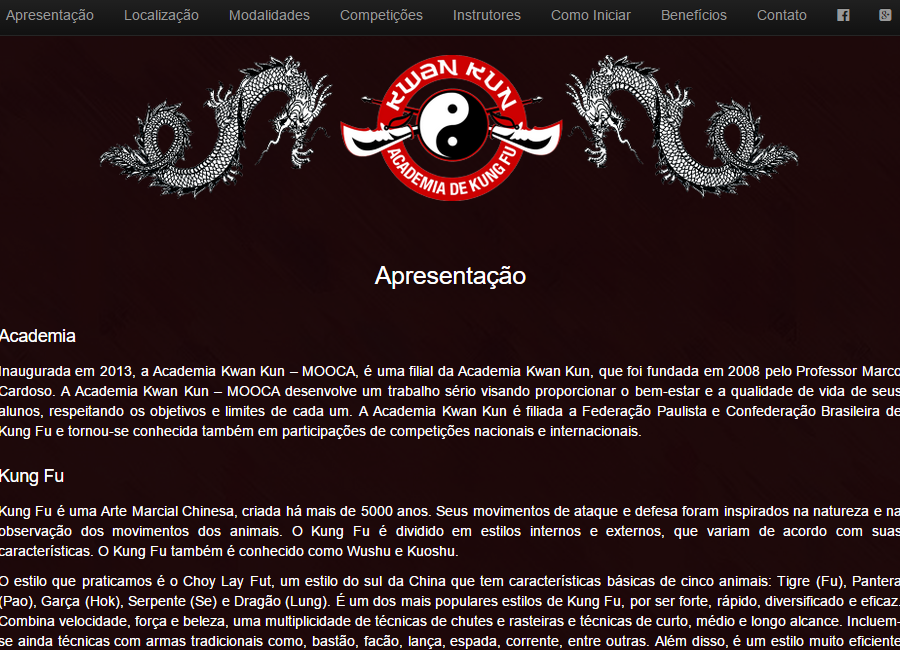 Apresentação Localização Modalidades Competições Instrutores Como Iniciar Benefícios Contato
KWAN KUN
ACADEMIA DE KUNG FU
Apresentação
Academia
Inaugurada em 2013, a Academia Kwan Kun – MOOCA, é uma filial da Academia Kwan Kun, que foi fundada em 2008 pelo Professor Marco
Cardoso. A Academia Kwan Kun – MOOCA desenvolve um trabalho sério visando proporcionar o bem-estar e a qualidade de vida de seus
alunos, respeitando os objetivos e limites de cada um. A Academia Kwan Kun é filiada a Federação Paulista e Confederação Brasileira de
Kung Fu e tornou-se conhecida também em participações de competições nacionais e internacionais.
Kung Fu
Kung Fu é uma Arte Marcial Chinesa, criada há mais de 5000 anos. Seus movimentos de ataque e defesa foram inspirados na natureza e na
observação dos movimentos dos animais. O Kung Fu é dividido em estilos internos e externos, que variam de acordo com suas
características. O Kung Fu também é conhecido como Wushu e Kuoshu.
O estilo que praticamos é o Choy Lay Fut, um estilo do sul da China que tem características básicas de cinco animais: Tigre (Fu), Pantera
(Pao), Garça (Hok), Serpente (Se) e Dragão (Lung). É um dos mais populares estilos de Kung Fu, por ser forte, rápido, diversificado e eficaz.
Combina velocidade, força e beleza, uma multiplicidade de técnicas de chutes e rasteiras e técnicas de curto, médio e longo alcance. Incluem-
se ainda técnicas com armas tradicionais como, bastão, facão, lança, espada, corrente, entre outras. Além disso, é um estilo muito eficiente